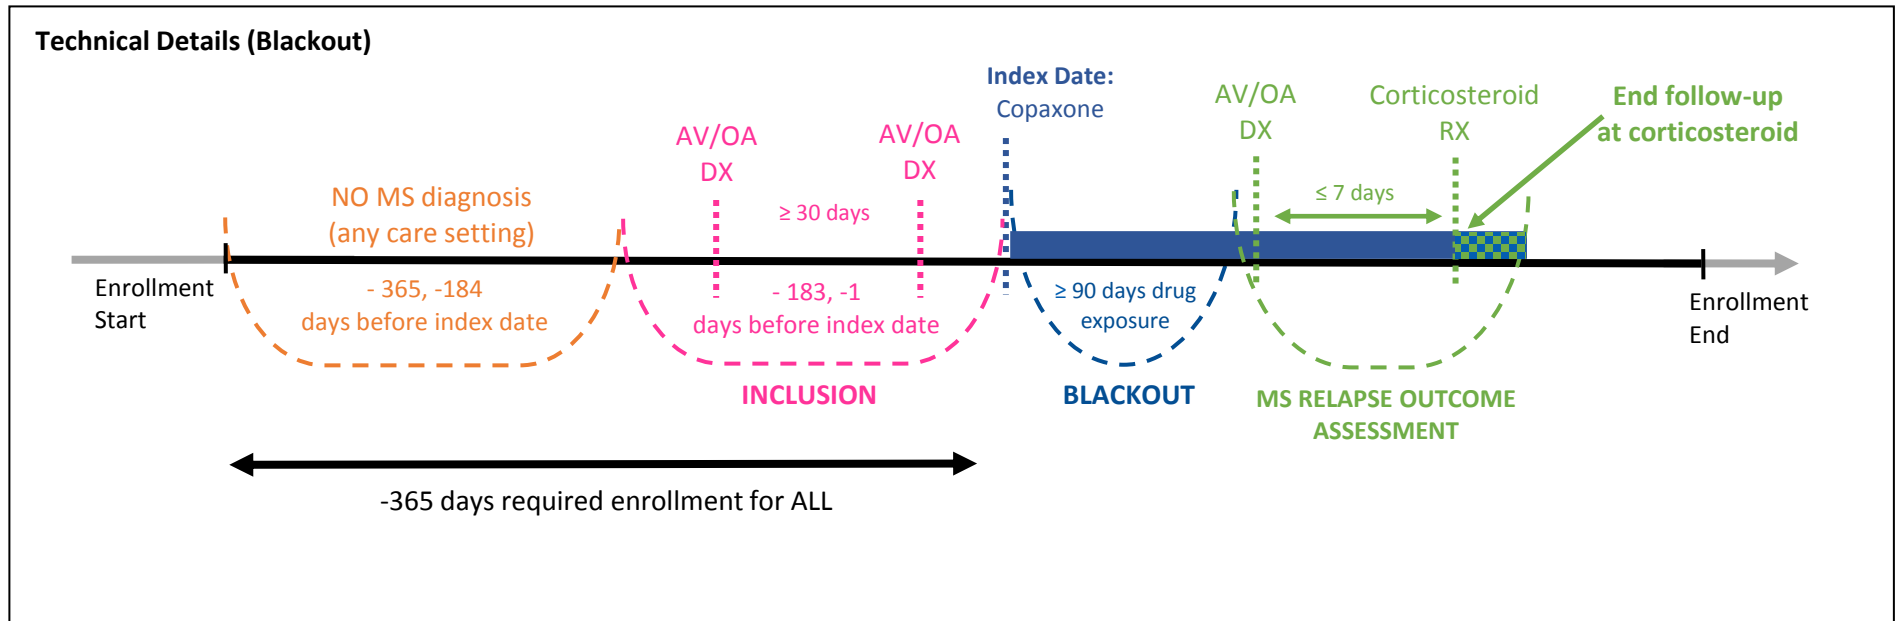 Technical Details (Blackout)
Index Date:
Copaxone
AV/OA
DX
Corticosteroid
RX
End follow-up
at corticosteroid
AV/OA
DX
AV/OA
DX
NO MS diagnosis
(any care setting)
≥ 30 days
≤ 7 days
Enrollment
Start
- 365, -184
days before index date
- 183, -1
days before index date
≥ 90 days drug
exposure
Enrollment
End
INCLUSION
BLACKOUT
MS RELAPSE OUTCOME
ASSESSMENT
-365 days required enrollment for ALL